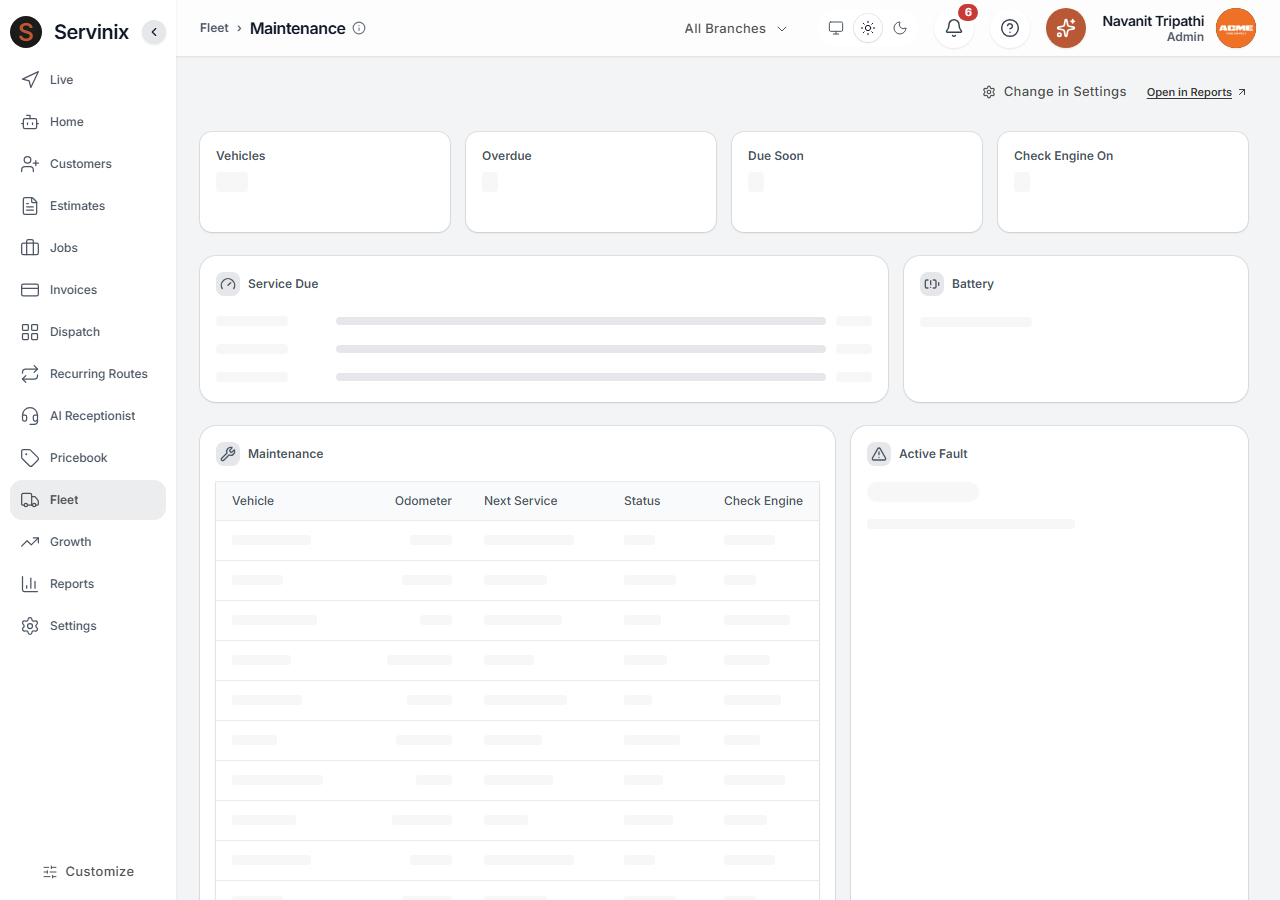 S Servinix
Live
Home
Customers
Estimates
Jobs
Invoices
Dispatch
Recurring Routes
AI Receptionist
Pricebook
Fleet
Growth
Reports
Settings
Customize
Fleet › Maintenance
All Branches
6
Navanit Tripathi
Admin
ACME
Change in Settings
Open in Reports
Vehicles
Overdue
Due Soon
Check Engine On
Service Due
Battery
Maintenance
Vehicle Odometer Next Service Status Check Engine
Active Fault